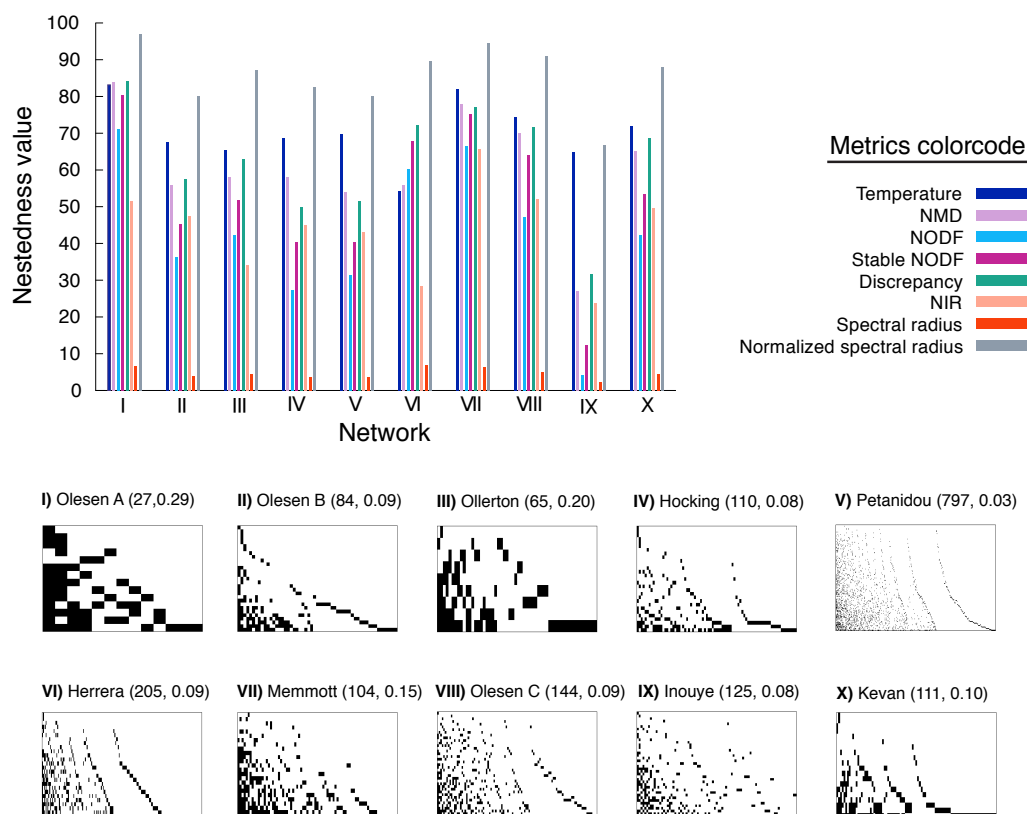 100
90
80
70
60
50
40
30
20
10
0
Nestedness value
I II III IV V VI VII VIII IX X
Network
Metrics colorcode
Temperature
NMD
NODF
Stable NODF
Discrepancy
NIR
Spectral radius
Normalized spectral radius
I) Olesen A (27,0.29)
II) Olesen B (84, 0.09)
III) Ollerton (65, 0.20)
IV) Hocking (110, 0.08)
V) Petanidou (797, 0.03)
VI) Herrera (205, 0.09)
VII) Memmott (104, 0.15)
VIII) Olesen C (144, 0.09)
IX) Inouye (125, 0.08)
X) Kevan (111, 0.10)